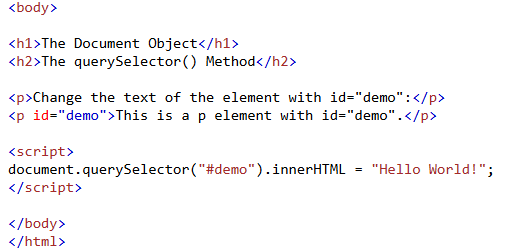 <body>
<h1>The Document Object</h1>
<h2>The querySelector() Method</h2>
<p>Change the text of the element with id="demo":</p>
<p id="demo">This is a p element with id="demo".</p>
<script>
document.querySelector("#demo").innerHTML = "Hello World!";
</script>
</body>
</html>